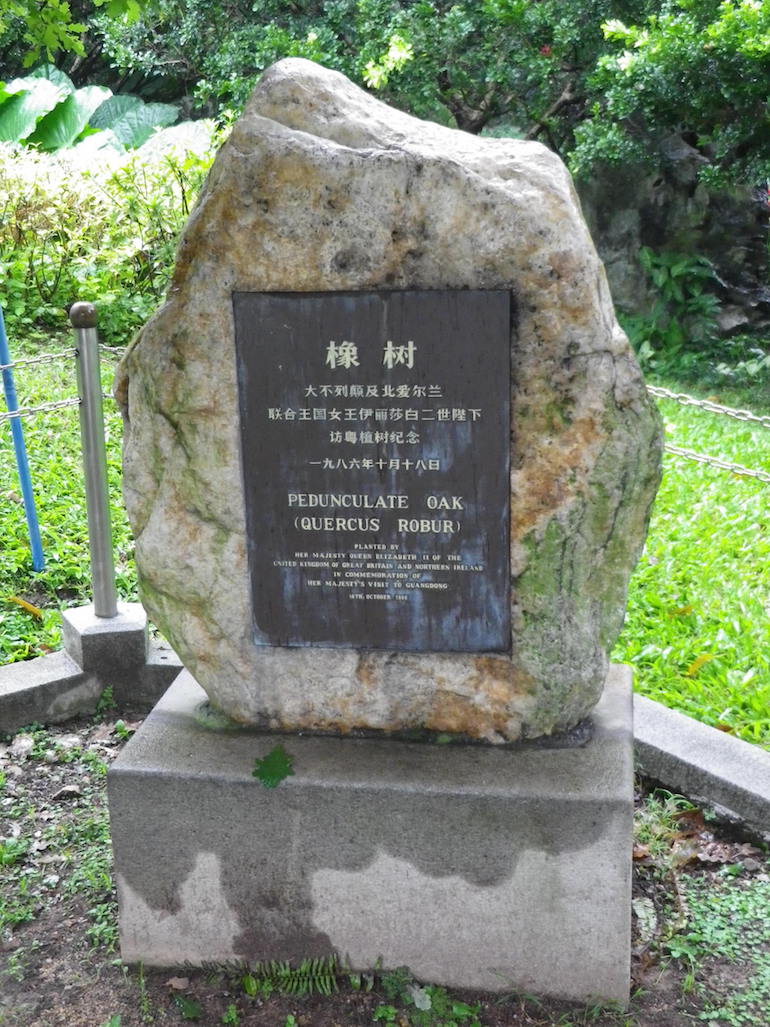 橡树
大不列颠及北爱尔兰
联合王国女王伊丽莎白二世陛下
访粤植树纪念
一九八六年十月十八日
PEDUNCULATE OAK
(QUERCUS ROBUR)
PLANTED BY
HER MAJESTY QUEEN ELIZABETH II OF THE
UNITED KINGDOM OF GREAT BRITAIN AND NORTHERN IRELAND
IN COMMEMORATION OF
HER MAJESTY'S VISIT TO GUANGDONG
18TH, OCTOBER 1986